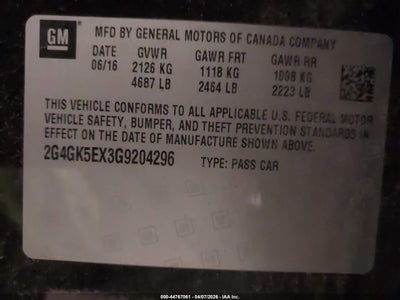 GM
MFD BY GENERAL MOTORS OF CANADA COMPANY
DATE GVWR GAWR FRT GAWR RR
06/16 2126 KG 1118 KG 1008 KG
4687 LB 2464 LB 2223 LB
THIS VEHICLE CONFORMS TO ALL APPLICABLE U.S. FEDERAL MOTOR
VEHICLE SAFETY, BUMPER, AND THEFT PREVENTION STANDARDS IN
EFFECT ON THE DATE OF MANUFACTURE SHOWN ABOVE.
2G4GK5EX3G9204296 TYPE: PASS CAR
000-44767061 - 04/07/2026 - IAA Inc.